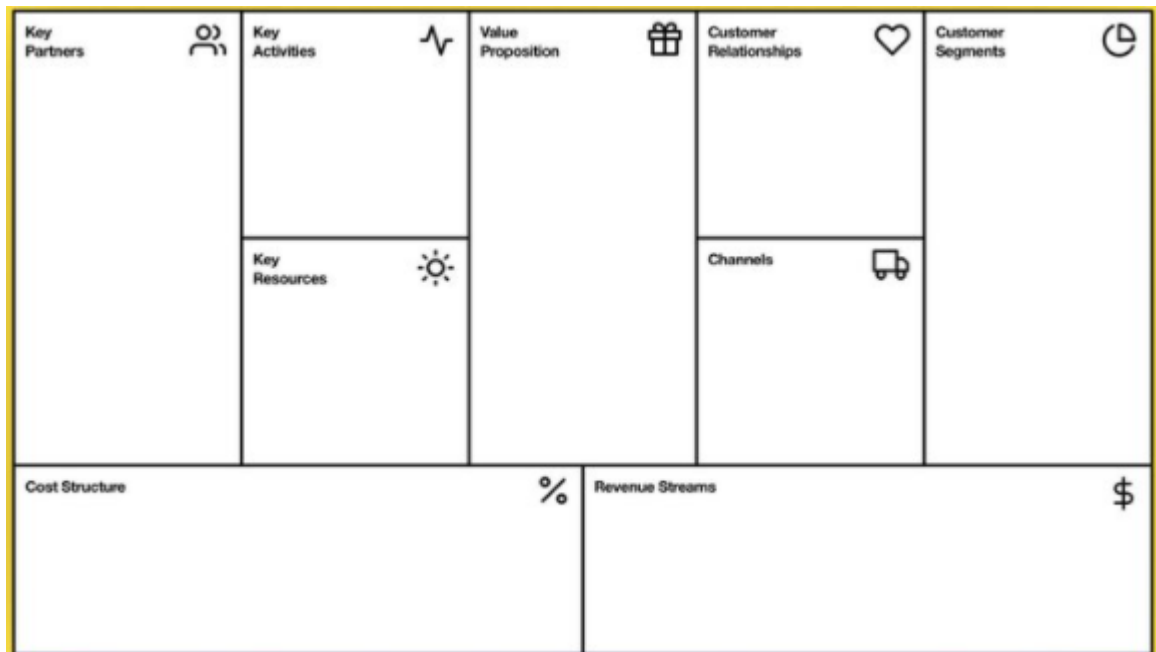 Key
Partners
Key
Activities
Value
Proposition
Customer
Relationships
Customer
Segments
Key
Resources
Channels
Cost Structure
Revenue Streams